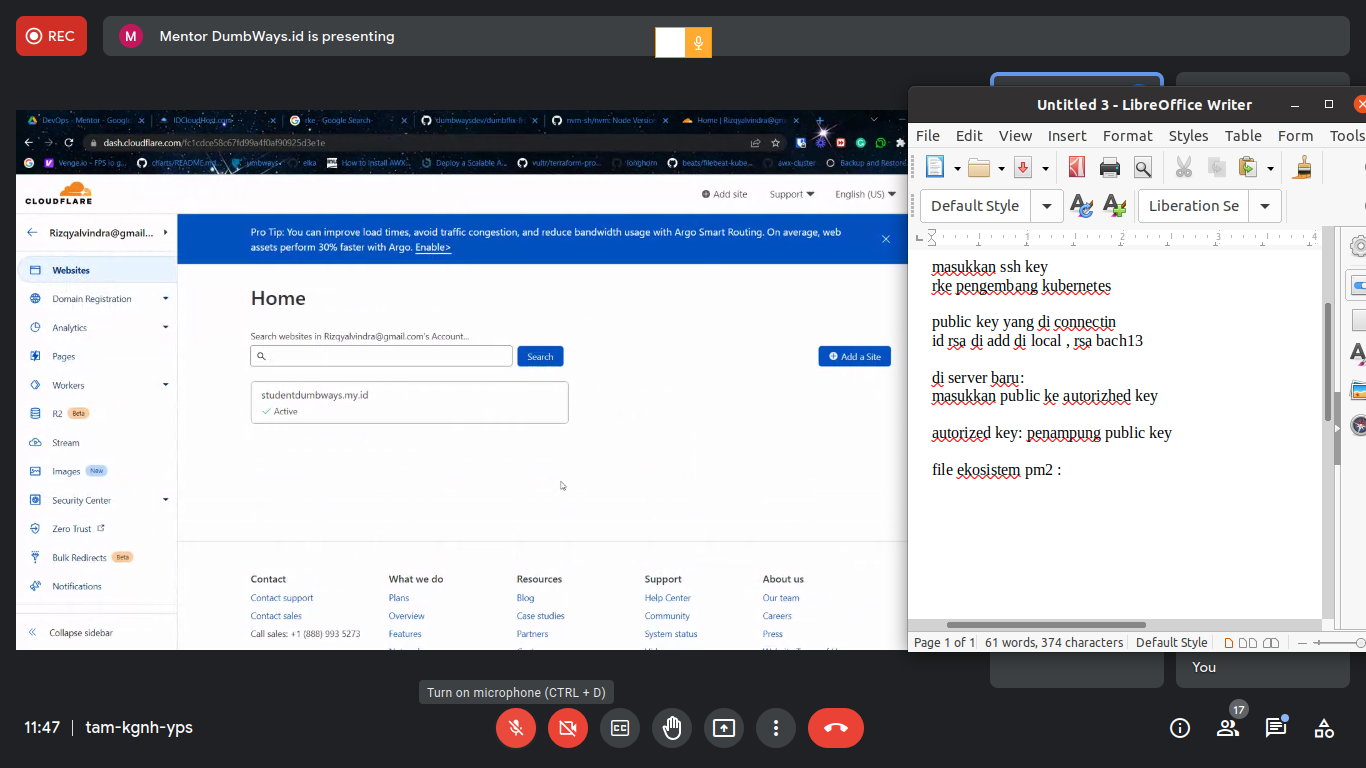 REC
M
Mentor DumbWays.id is presenting
DevOps - Mentor - Googl
IDCloudHost.com
rke - Google Search
dumbwaysdev/dumbflix-fr
nvm-sh/nvm: Node Version
Home | Rizqyalvindra@gm
dash.cloudflare.com/fc1cdce58c67fd99a4f0af90925d3e1e
Venge.io - FPS io g...
charts/README.md...
umbways
elka
How to Install AWX...
Deploy a Scalable A...
vultr/terraform-pro...
longhorn
beats/filebeat-kube...
awx-cluster
Backup and Restore
CLOUDFLARE
Add site
Support
English (US)
Rizqyalvindra@gmail...
Pro Tip: You can improve load times, avoid traffic congestion, and reduce bandwidth usage with Argo Smart Routing. On average, web
assets perform 30% faster with Argo. Enable>
Websites
Domain Registration
Analytics
Pages
Workers
R2 Beta
Stream
Images New
Security Center
Zero Trust
Bulk Redirects Beta
Notifications
Collapse sidebar
Home
Search websites in Rizqyalvindra@gmail.com's Account...
Search
Add a Site
studentdumbways.my.id
Active
Contact
Contact support
Contact sales
Call sales: +1 (888) 993 5273
What we do
Plans
Overview
Features
Resources
Blog
Case studies
Partners
Support
Help Center
Community
System status
About us
Our team
Careers
Press
Untitled 3 - LibreOffice Writer
File Edit View Insert Format Styles Table Form Tools
Default Style
Liberation Se
1 2 3 4
masukkan ssh key
rke pengembang kubernetes
public key yang di connectin
id rsa di add di local , rsa bach13
di server baru:
masukkan public ke autorizhed key
autorized key: penampung public key
file ekosistem pm2 :
Page 1 of 1
61 words, 374 characters
Default Style
You
Turn on microphone (CTRL + D)
11:47
tam-kgnh-yps
17